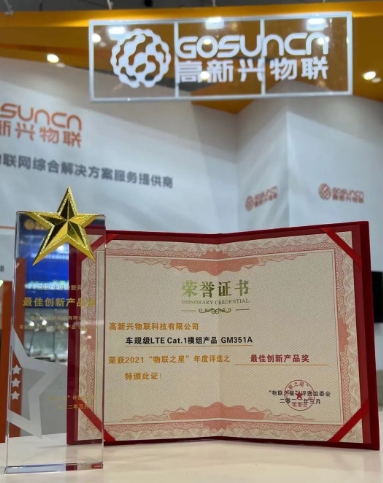 GOSUNCN
高新兴物联
GOSUNCN
高新兴物联
物联网综合解决方案服务提供商
最佳创新产品奖
荣誉证书
HONORARY CREDENTIAL
高新兴物联科技有限公司
车规级LTE Cat.1模组产品 GM351A
荣获2021“物联之星”年度评选之 最佳创新产品奖
特颁此证！